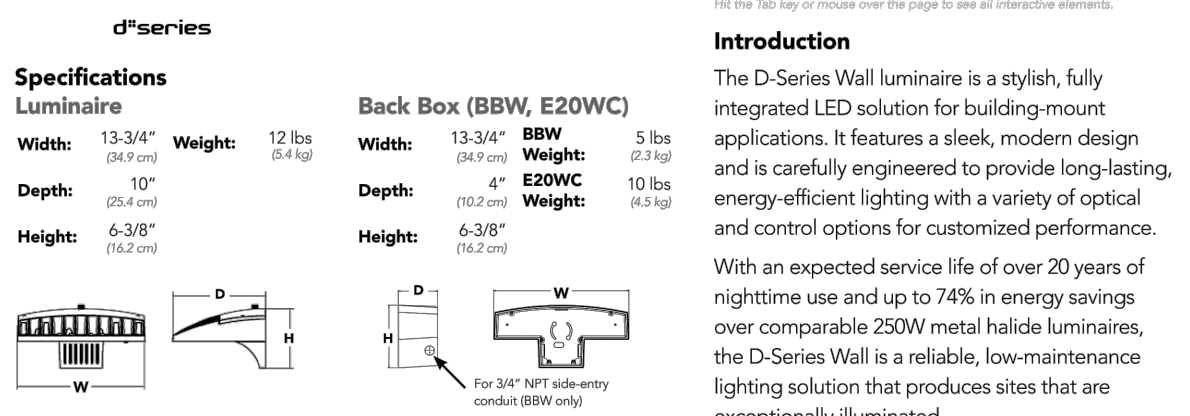 d#series
Specifications
Luminaire
Width: 13-3/4" (34.9 cm) Weight: 12 lbs (5.4 kg)
Depth: 10" (25.4 cm)
Height: 6-3/8" (16.2 cm)
D
H
W
Back Box (BBW, E20WC)
Width: 13-3/4" (34.9 cm) BBW Weight: 5 lbs (2.3 kg)
Depth: 4" (10.2 cm) E20WC Weight: 10 lbs (4.5 kg)
Height: 6-3/8" (16.2 cm)
D
H
W
For 3/4" NPT side-entry
conduit (BBW only)
Hit the Tab key or mouse over the page to see all interactive elements.
Introduction
The D-Series Wall luminaire is a stylish, fully
integrated LED solution for building-mount
applications. It features a sleek, modern design
and is carefully engineered to provide long-lasting,
energy-efficient lighting with a variety of optical
and control options for customized performance.
With an expected service life of over 20 years of
nighttime use and up to 74% in energy savings
over comparable 250W metal halide luminaires,
the D-Series Wall is a reliable, low-maintenance
lighting solution that produces sites that are
exceptionally illuminated.